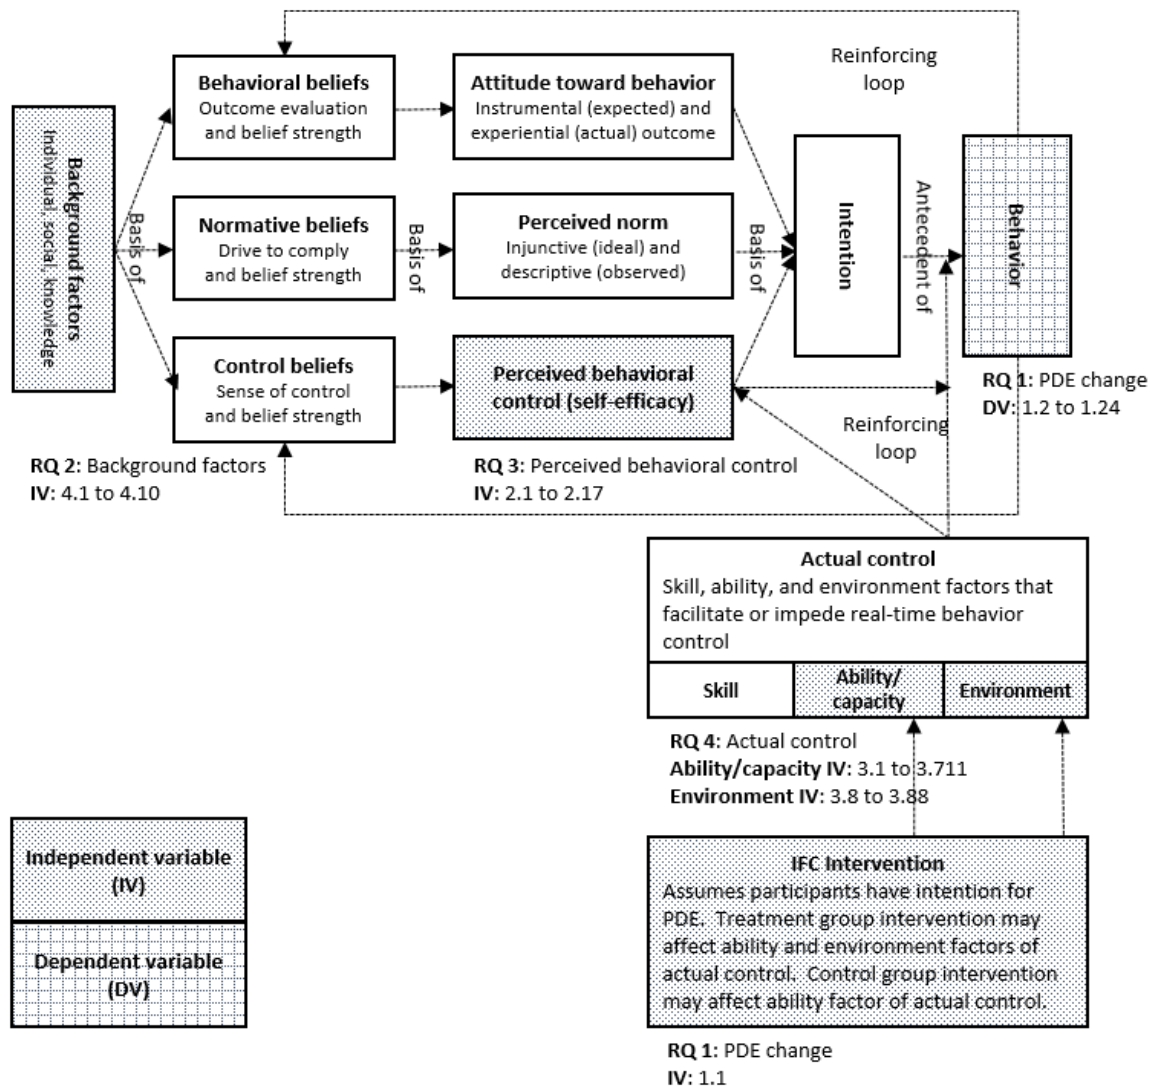 Reinforcing
loop
Behavioral beliefs
Outcome evaluation
and belief strength
Attitude toward behavior
Instrumental (expected) and
experiential (actual) outcome
Background factors
Individual, social, knowledge
Basis of
Normative beliefs
Drive to comply
and belief strength
Basis of
Perceived norm
Injunctive (ideal) and
descriptive (observed)
Basis of
Intention
Antecedent of
Behavior
Control beliefs
Sense of control
and belief strength
Perceived behavioral
control (self-efficacy)
RQ 1: PDE change
DV: 1.2 to 1.24
Reinforcing
loop
RQ 2: Background factors
IV: 4.1 to 4.10
RQ 3: Perceived behavioral control
IV: 2.1 to 2.17
Actual control
Skill, ability, and environment factors that
facilitate or impede real-time behavior
control
Skill
Ability/
capacity
Environment
RQ 4: Actual control
Ability/capacity IV: 3.1 to 3.711
Environment IV: 3.8 to 3.88
Independent variable
(IV)
Dependent variable
(DV)
IFC Intervention
Assumes participants have intention for
PDE.  Treatment group intervention may
affect ability and environment factors of
actual control.  Control group intervention
may affect ability factor of actual control.
RQ 1: PDE change
IV: 1.1